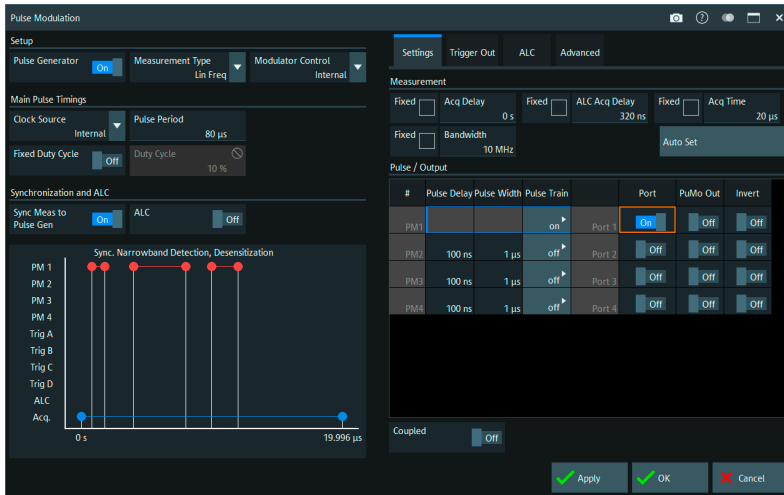 Pulse Modulation
Setup
Pulse Generator On Measurement Type Lin Freq Modulator Control Internal
Main Pulse Timings
Clock Source Internal Pulse Period 80 µs
Fixed Duty Cycle Off Duty Cycle 10 %
Synchronization and ALC
Sync Meas to Pulse Gen On ALC Off
Sync. Narrowband Detection, Desensitization
PM 1
PM 2
PM 3
PM 4
Trig A
Trig B
Trig C
Trig D
ALC
Acq.
0 s 19.996 µs
Settings Trigger Out ALC Advanced
Measurement
Fixed Acq Delay 0 s Fixed ALC Acq Delay 320 ns Fixed Acq Time 20 µs
Fixed Bandwidth 10 MHz Auto Set
Pulse / Output
# Pulse Delay Pulse Width Pulse Train Port PuMo Out Invert
PM1 on Port 1 On Off Off
PM2 100 ns 1 µs off Port 2 Off Off Off
PM3 100 ns 1 µs off Port 3 Off Off Off
PM4 100 ns 1 µs off Port 4 Off Off Off
Coupled Off
Apply OK Cancel